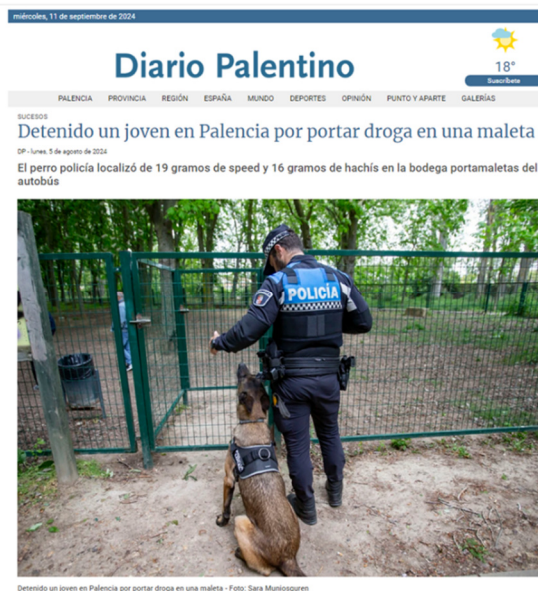 miércoles, 11 de septiembre de 2024
Diario Palentino
18°
Suscríbete
PALENCIA PROVINCIA REGIÓN ESPAÑA MUNDO DEPORTES OPINIÓN PUNTO Y APARTE GALERÍAS
SUCESOS
Detenido un joven en Palencia por portar droga en una maleta
DP - lunes, 5 de agosto de 2024
El perro policía localizó de 19 gramos de speed y 16 gramos de hachís en la bodega portamaletas del
autobús
POLICÍA
Detenido un joven en Palencia por portar droga en una maleta - Foto: Sara Muniosguren